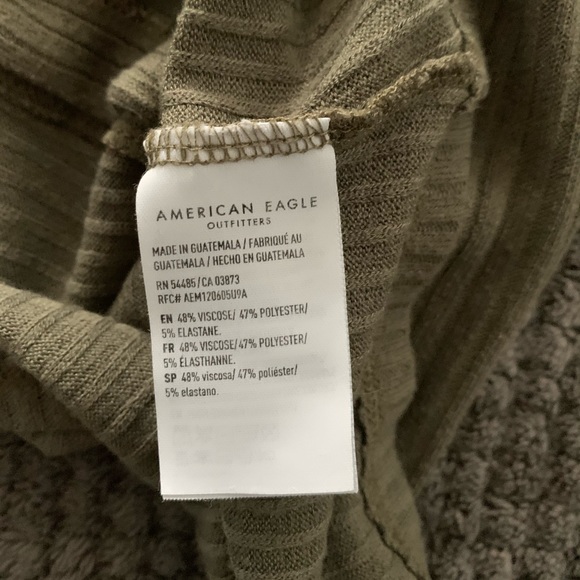 AMERICAN EAGLE
OUTFITTERS
MADE IN GUATEMALA / FABRIQUÉ AU
GUATEMALA / HECHO EN GUATEMALA
RN 54485/CA 03873
RFC# AEM120605U9A
EN 48% VISCOSE/ 47% POLYESTER/
5% ELASTANE.
FR 48% VISCOSE/47% POLYESTER/
5% ÉLASTHANNE.
SP 48% viscosa/ 47% poliéster/
5% elastano.